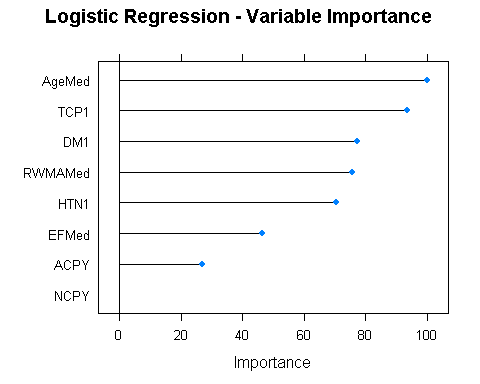 Logistic Regression - Variable Importance
AgeMed
TCP1
DM1
RWMAMed
HTN1
EFMed
ACPY
NCPY
0 20 40 60 80 100
Importance